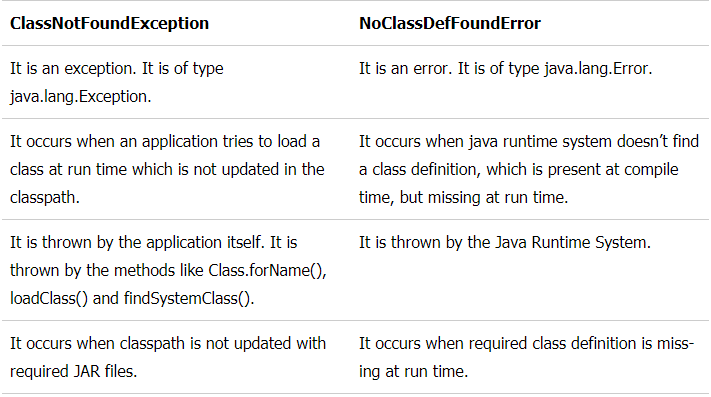 ClassNotFoundException
NoClassDefFoundError
It is an exception. It is of type
java.lang.Exception.
It is an error. It is of type java.lang.Error.
It occurs when an application tries to load a
class at run time which is not updated in the
classpath.
It occurs when java runtime system doesn’t find
a class definition, which is present at compile
time, but missing at run time.
It is thrown by the application itself. It is
thrown by the methods like Class.forName(),
loadClass() and findSystemClass().
It is thrown by the Java Runtime System.
It occurs when classpath is not updated with
required JAR files.
It occurs when required class definition is miss-
ing at run time.